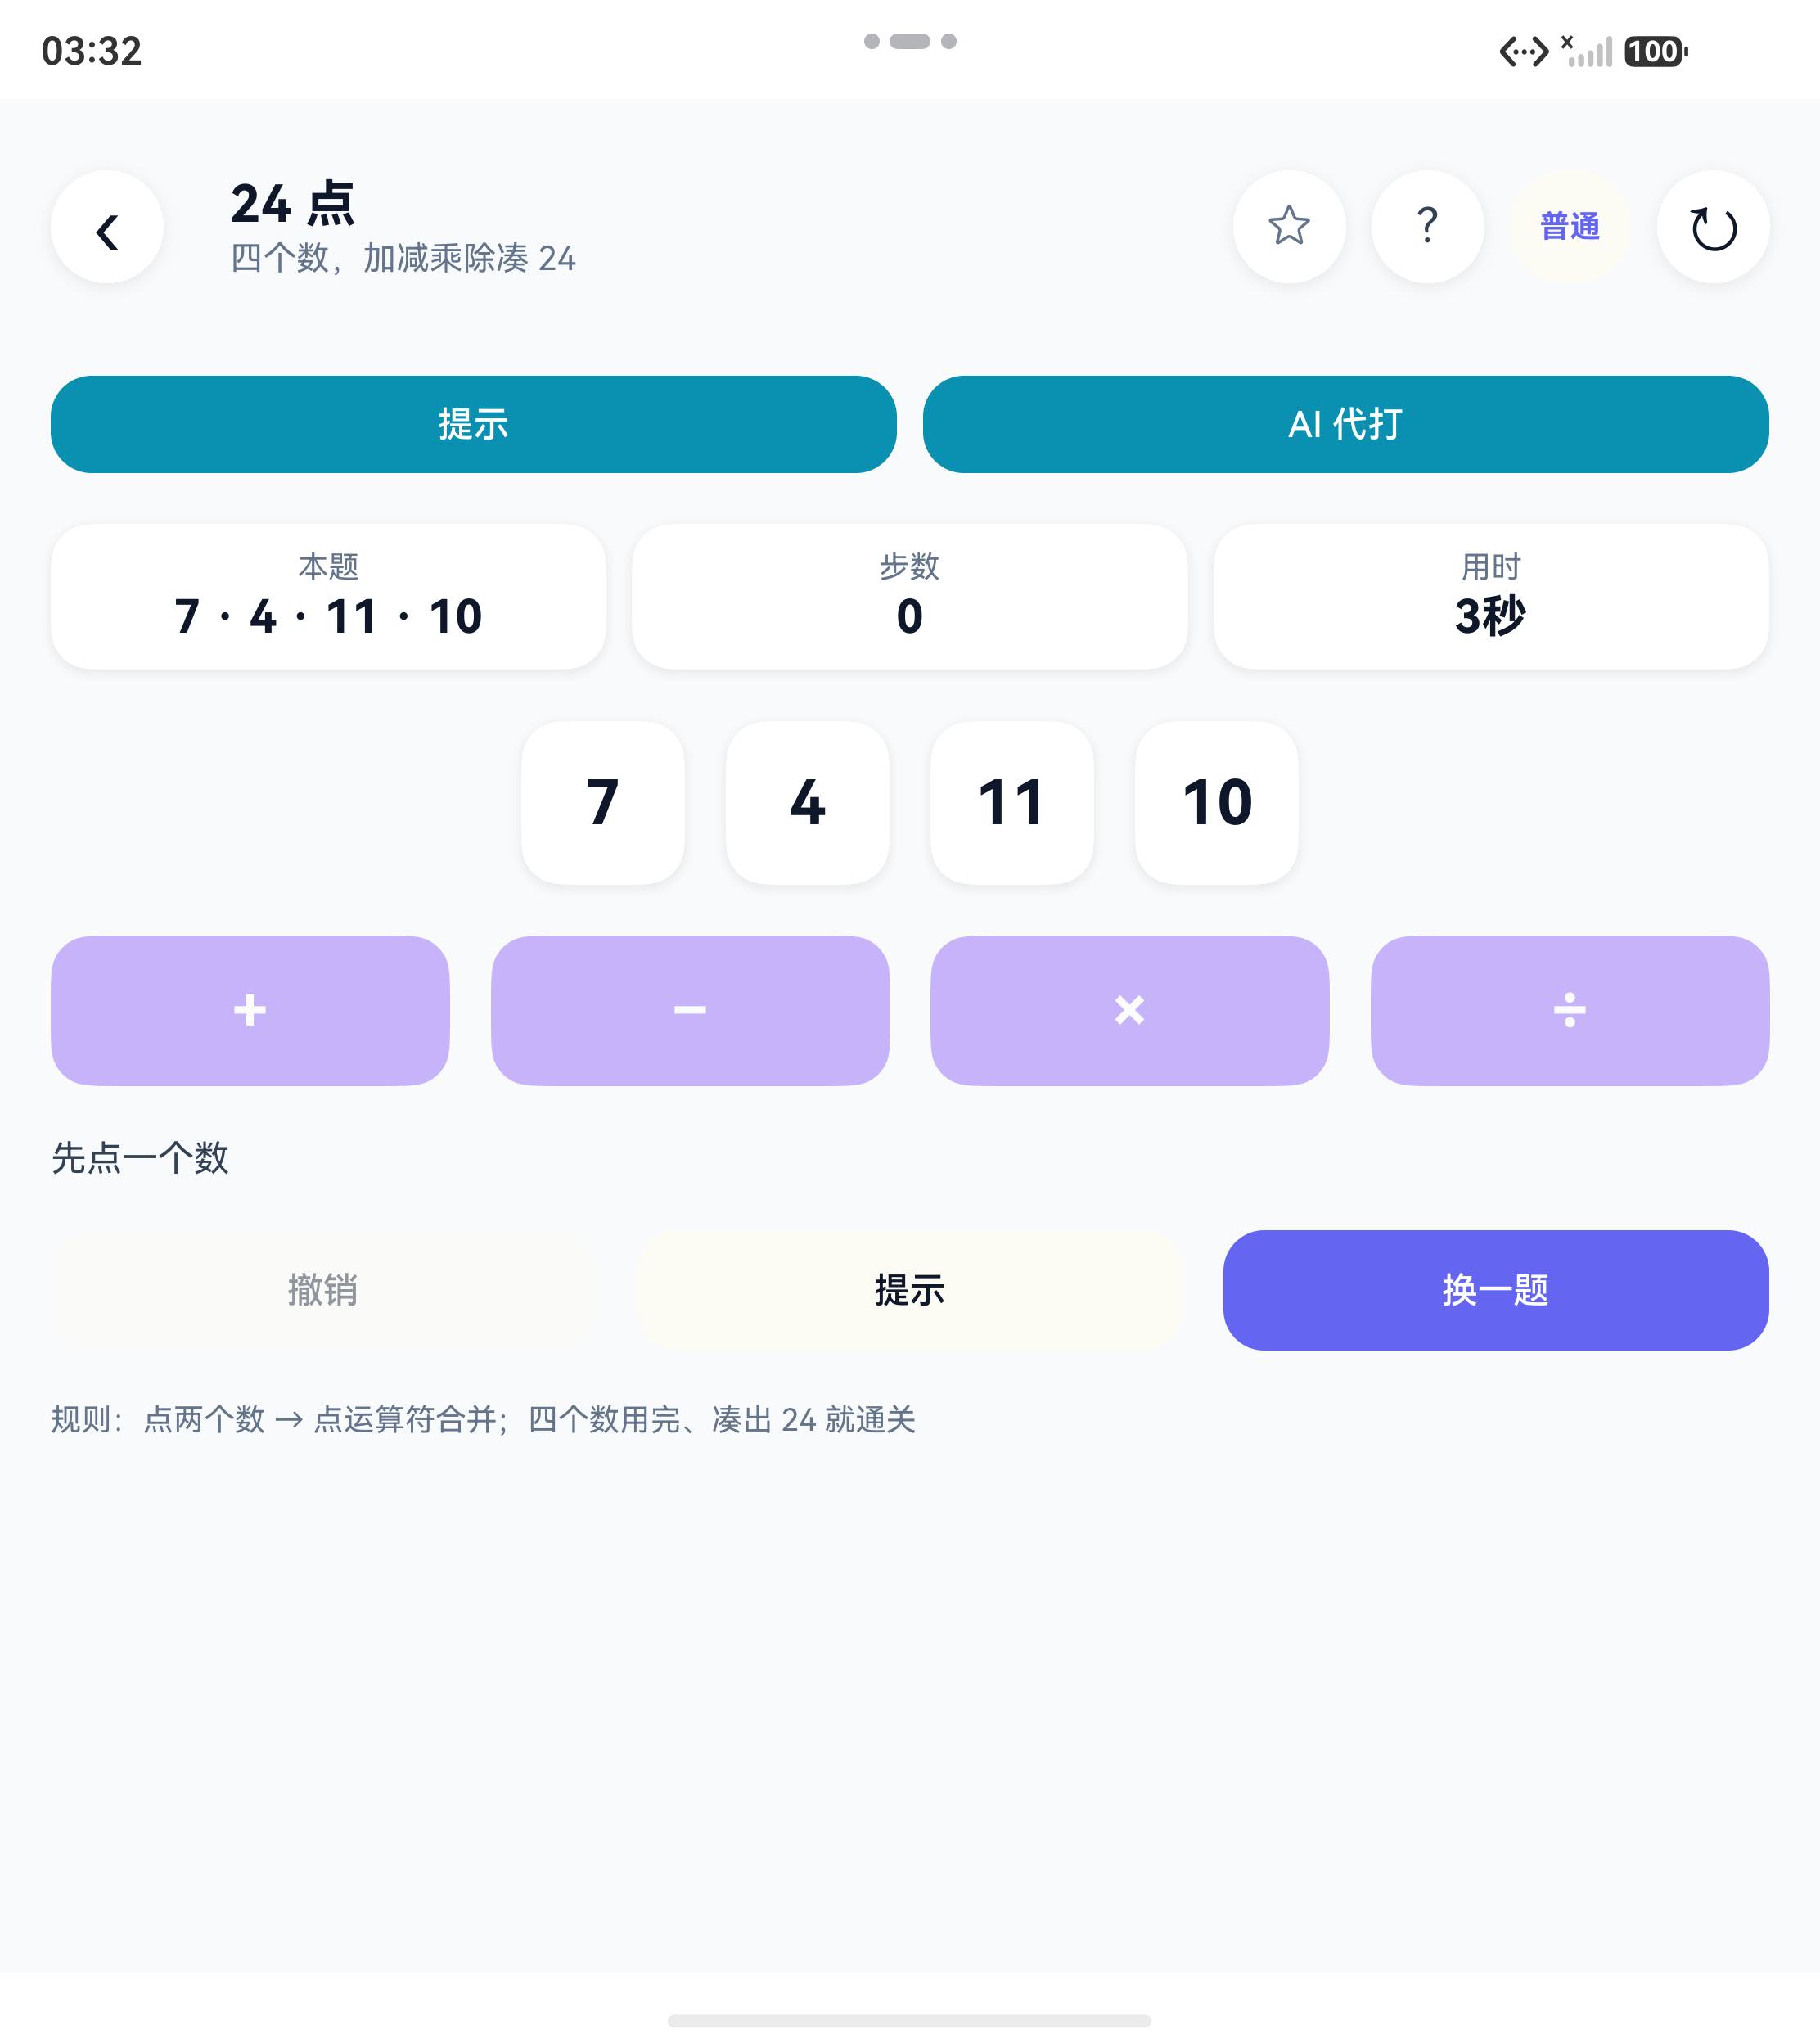 03:32
100
24 点
四个数，加减乘除凑 24
?
普通
提示
AI 代打
本题
7 · 4 · 11 · 10
步数
0
用时
3秒
7
4
11
10
+
−
×
÷
先点一个数
撤销
提示
换一题
规则：点两个数 → 点运算符合并；四个数用完、凑出 24 就通关